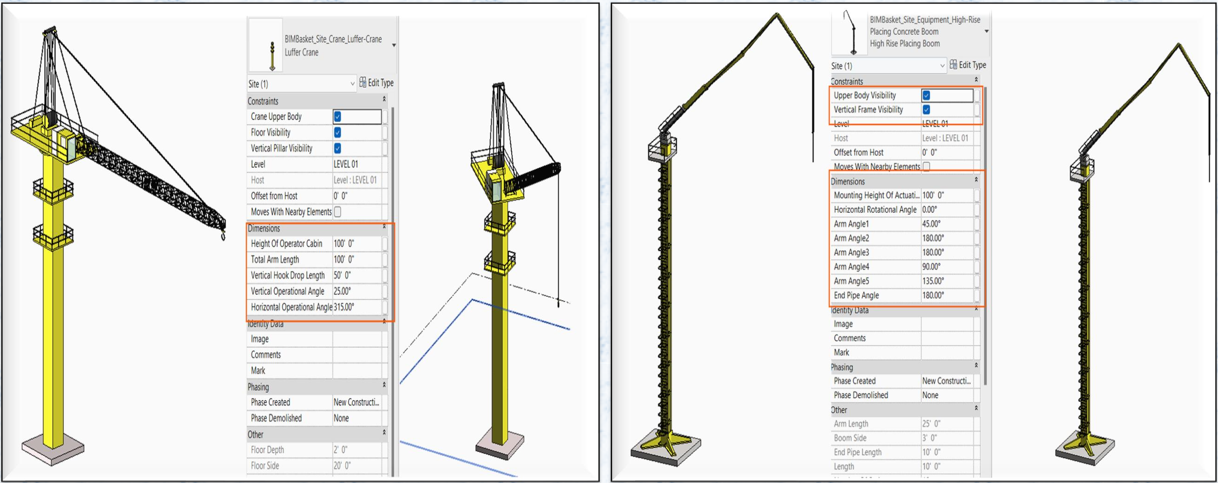 BIMBasket_Site_Crane_Luffer-Crane
Luffer Crane
Site (1)
Edit Type
Constraints
Crane Upper Body
Floor Visibility
Vertical Pillar Visibility
Level LEVEL 01
Host Level : LEVEL 01
Offset from Host 0' 0"
Moves With Nearby Elements
Dimensions
Height Of Operator Cabin 100' 0"
Total Arm Length 100' 0"
Vertical Hook Drop Length 50' 0"
Vertical Operational Angle 25.00°
Horizontal Operational Angle 315.00°
Identity Data
Image
Comments
Mark
Phasing
Phase Created New Constructi...
Phase Demolished None
Other
Floor Depth 2' 0"
Floor Side 20' 0"
BIMBasket_Site_Equipment_High-Rise
Placing Concrete Boom
High Rise Placing Boom
Site (1)
Edit Type
Constraints
Upper Body Visibility
Vertical Frame Visibility
Level LEVEL 01
Host Level : LEVEL 01
Offset from Host 0' 0"
Moves With Nearby Elements
Dimensions
Mounting Height Of Actuati... 100' 0"
Horizontal Rotational Angle 0.00°
Arm Angle1 45.00°
Arm Angle2 180.00°
Arm Angle3 180.00°
Arm Angle4 90.00°
Arm Angle5 135.00°
End Pipe Angle 180.00°
Identity Data
Image
Comments
Mark
Phasing
Phase Created New Constructi...
Phase Demolished None
Other
Arm Length 25' 0"
Boom Side 3' 0"
End Pipe Length 10' 0"
Length 10' 0"